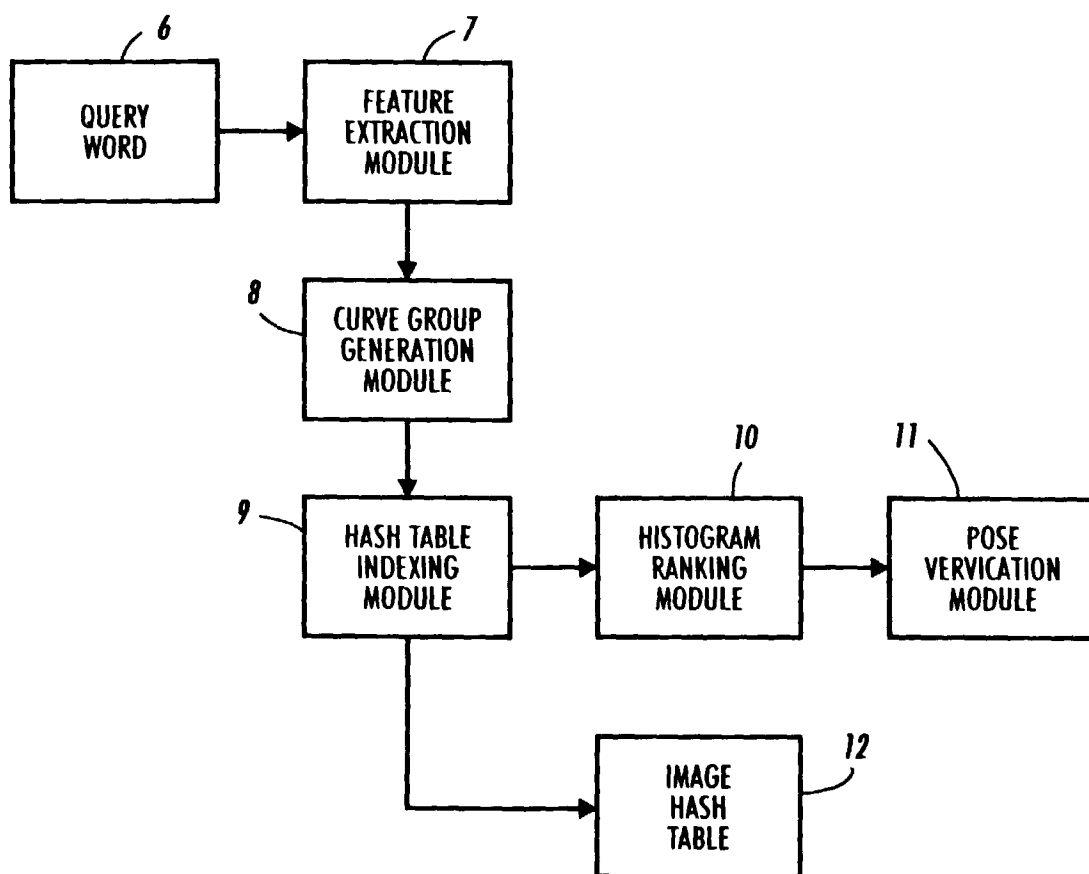 6
7
QUERY
WORD
FEATURE
EXTRACTION
MODULE
8
CURVE GROUP
GENERATION
MODULE
9
10
11
HASH TABLE
INDEXING
MODULE
HISTOGRAM
RANKING
MODULE
POSE
VERVICATION
MODULE
12
IMAGE
HASH
TABLE